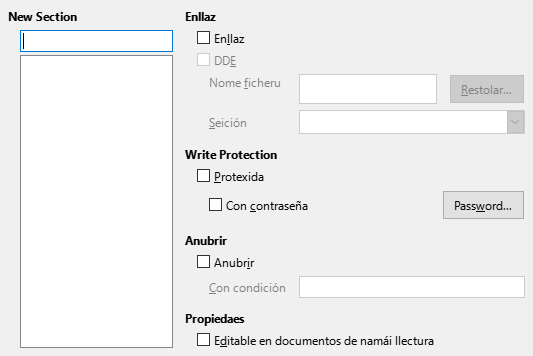 New Section
Enllaz
Enllaz
DDE
Nome ficheru
Restolar...
Seición
Write Protection
Protexida
Con contraseña
Password...
Anubrir
Anubrir
Con condición
Propiedaes
Editable en documentos de namái llectura